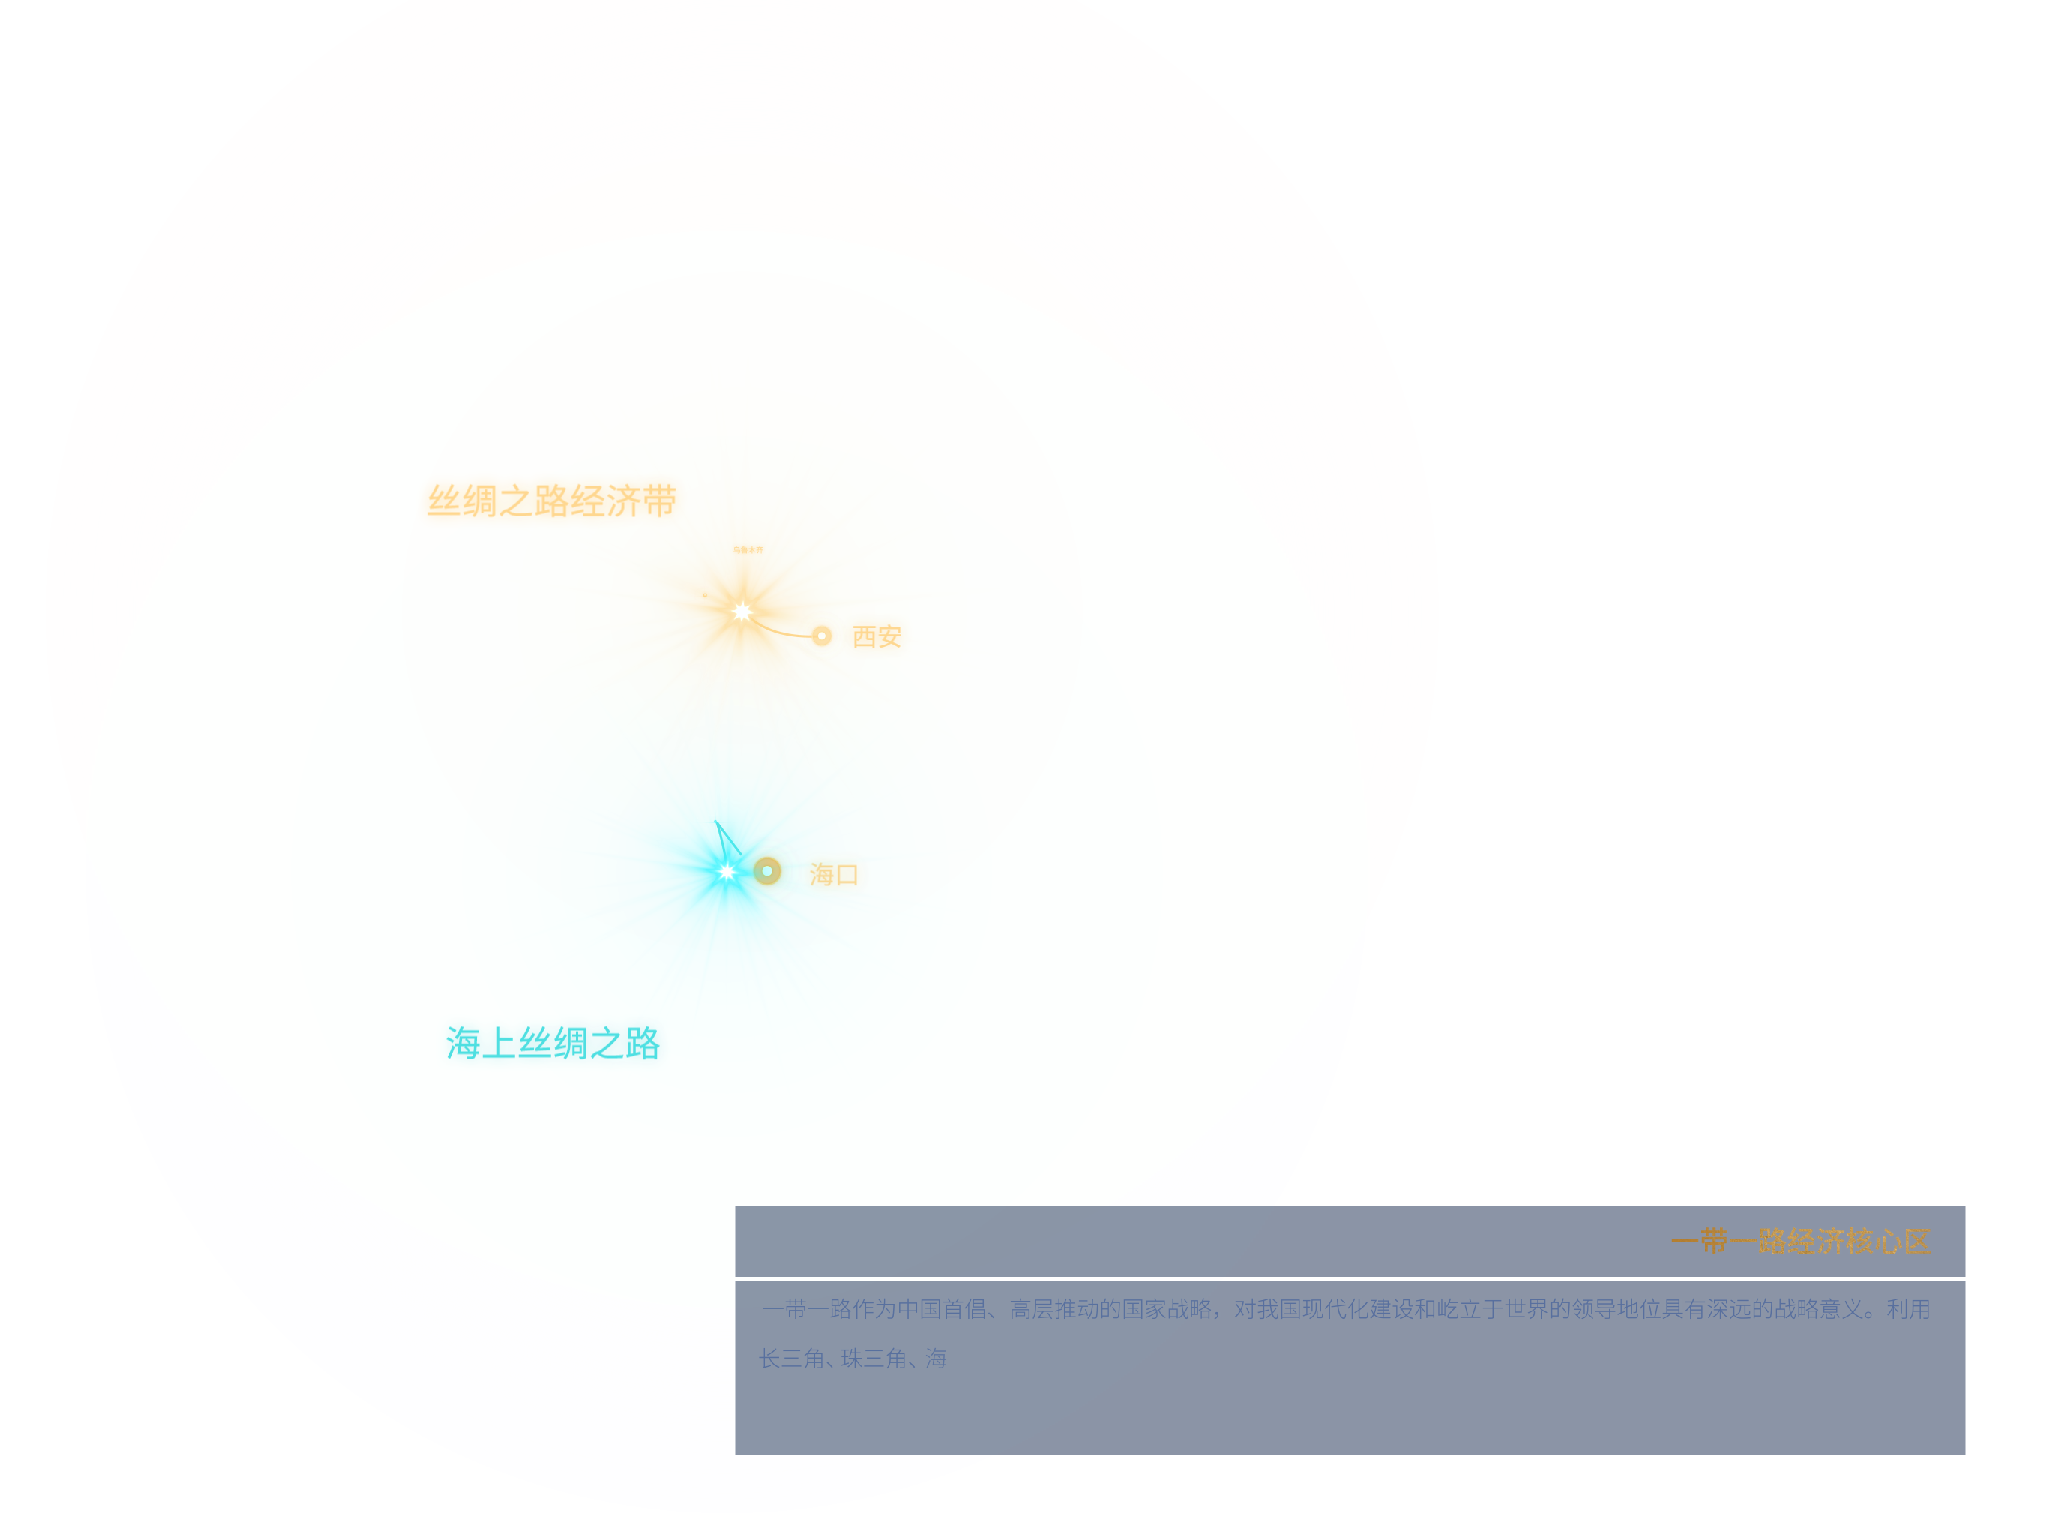 丝绸之路经济带
乌鲁木齐
西安
海口
海上丝绸之路
一带一路经济核心区
一带一路作为中国首倡、高层推动的国家战略，对我国现代化建设和屹立于世界的领导地位具有深远的战略意义。利用
长三角、珠三角、海